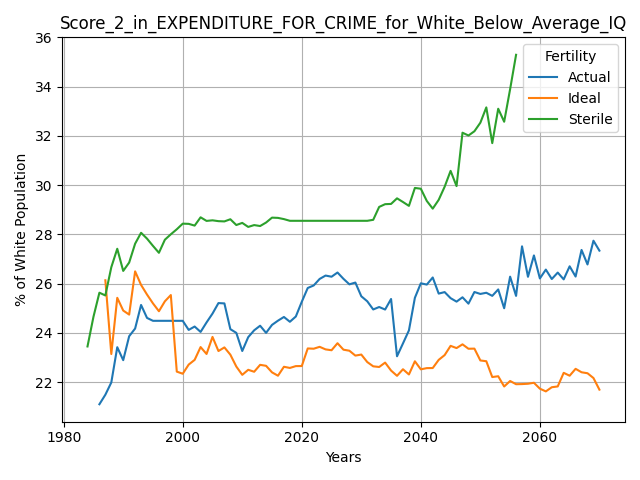 Score_2_in_EXPENDITURE_FOR_CRIME_for_White_Below_Average_IQ
Fertility
Actual
Ideal
Sterile
% of White Population
36
34
32
30
28
26
24
22
1980
2000
2020
2040
2060
Years